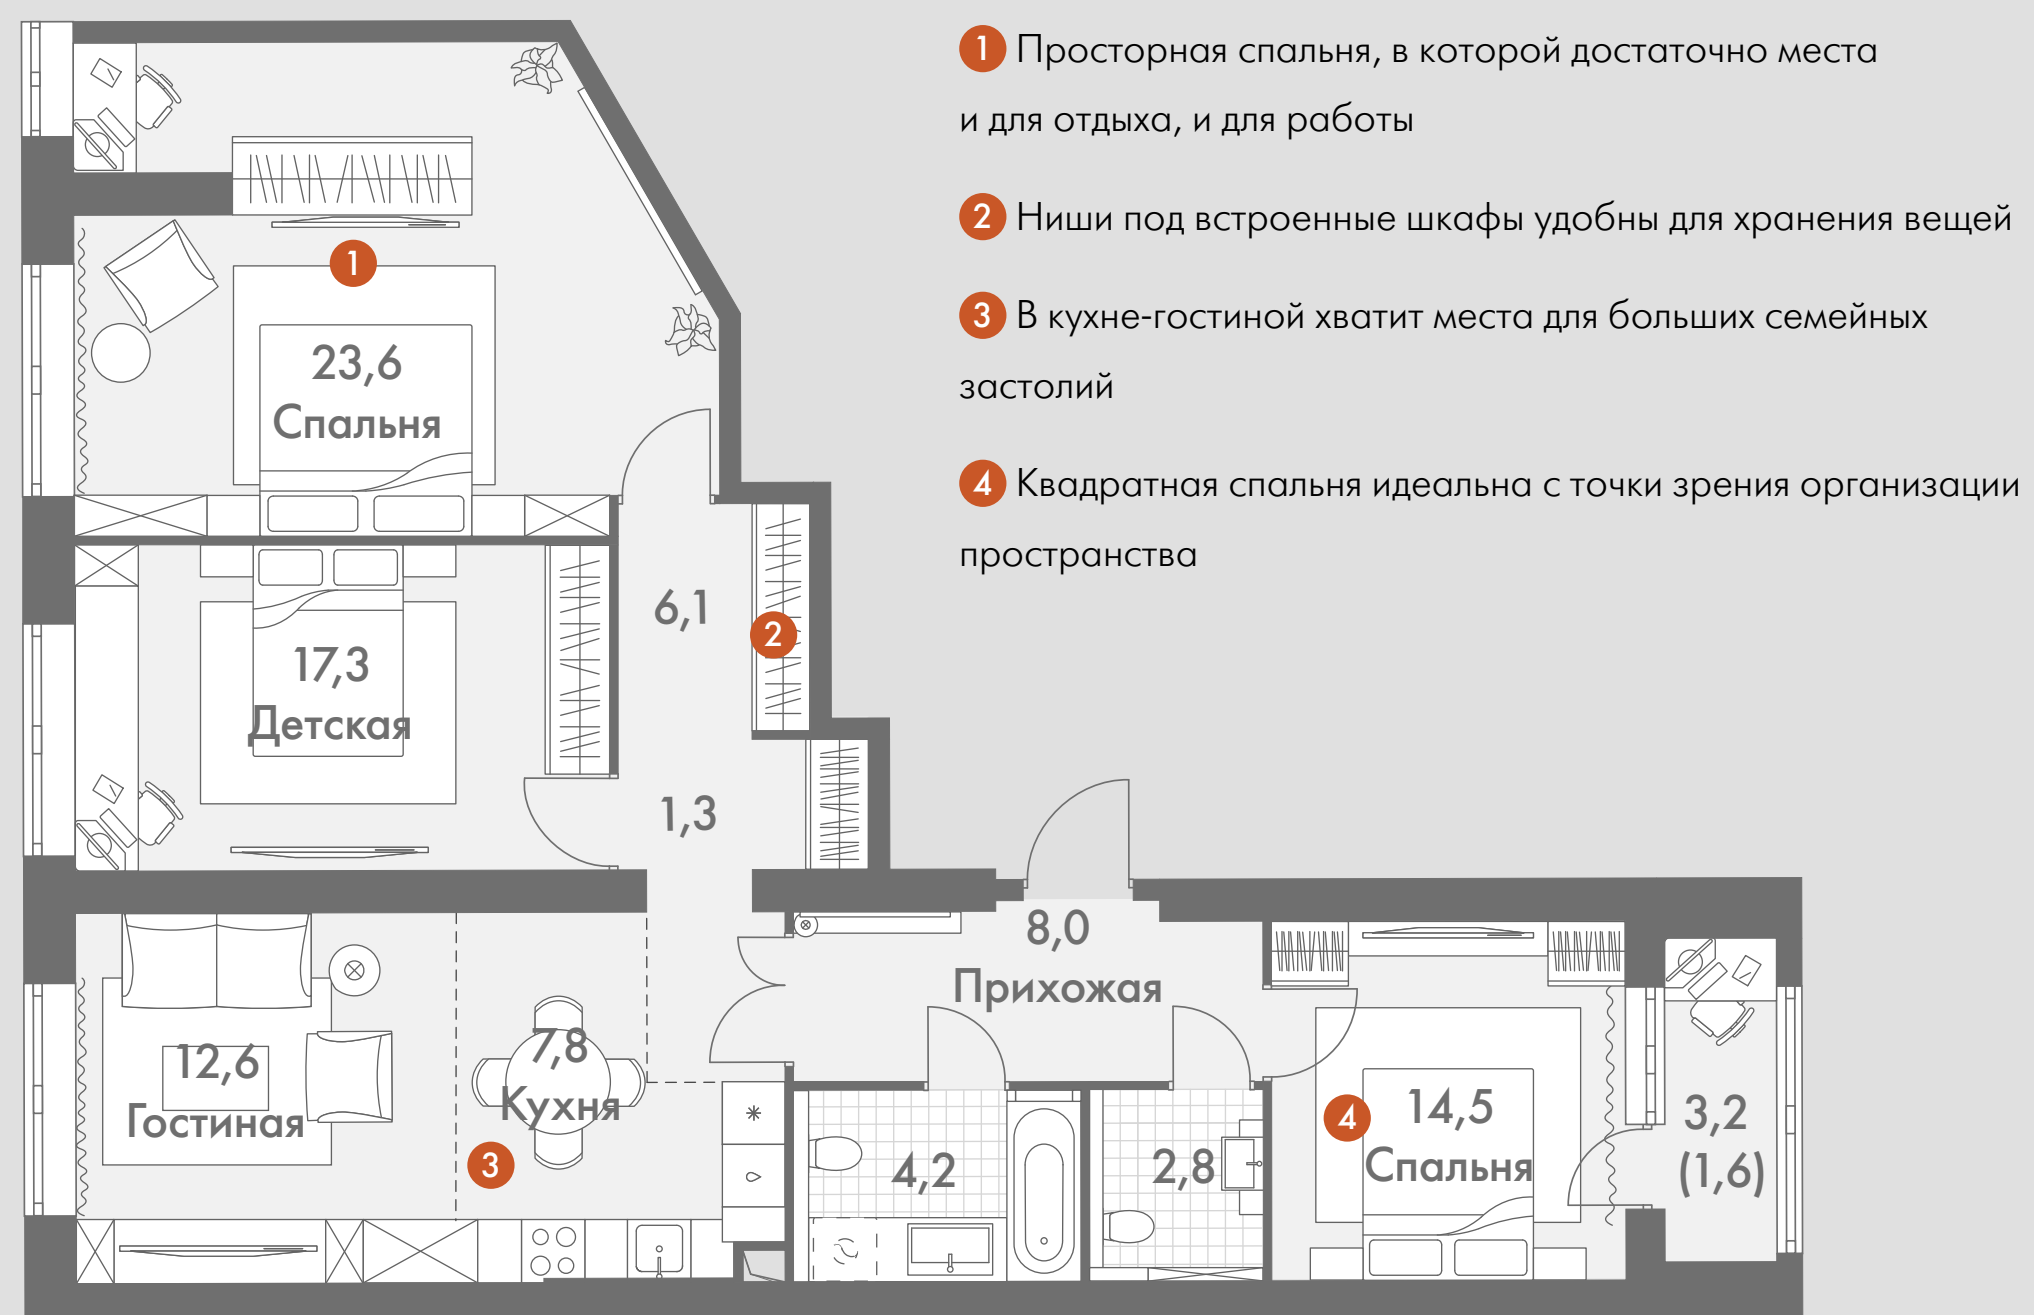 1 Просторная спальня, в которой достаточно места
и для отдыха, и для работы
2 Ниши под встроенные шкафы удобны для хранения вещей
3 В кухне-гостиной хватит места для больших семейных
застолий
4 Квадратная спальня идеальна с точки зрения организации
пространства
1
23,6
Спальня
6,1
2
17,3
Детская
1,3
8,0
Прихожая
12,6
Гостиная
7,8
Кухня
3
4,2
2,8
4
14,5
Спальня
3,2
(1,6)